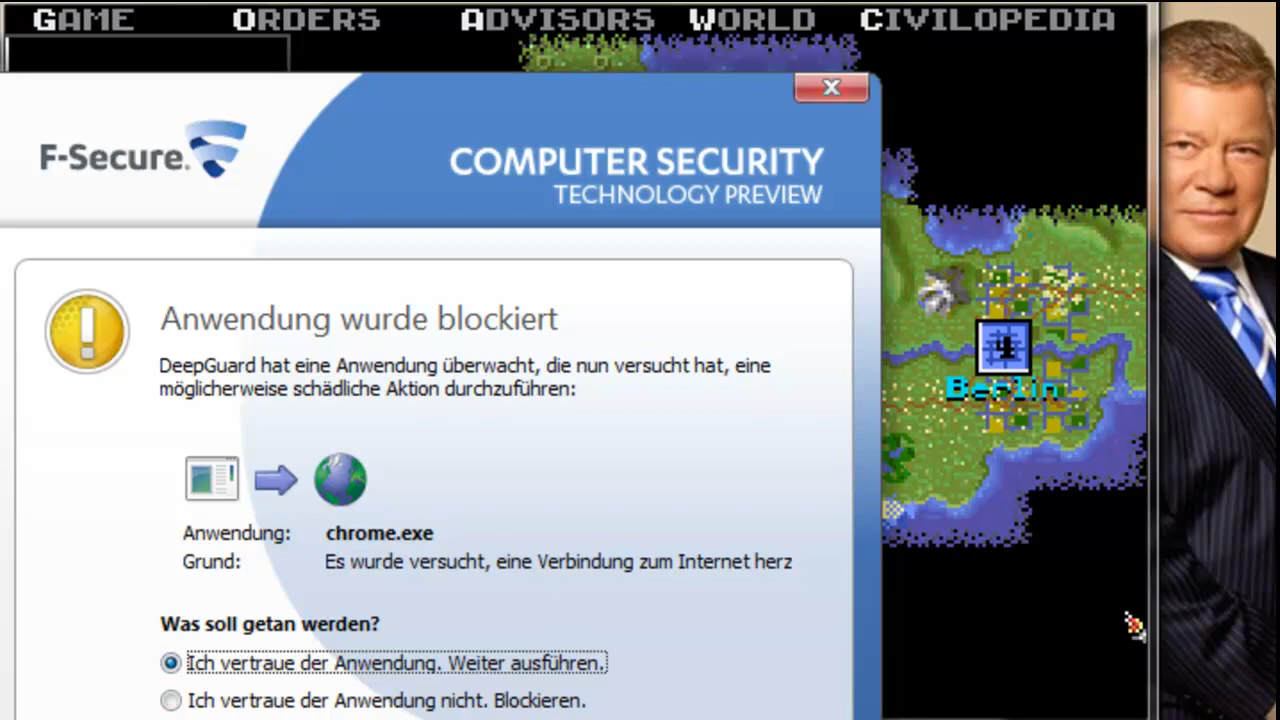 GAME ORDERS ADVISORS WORLD CIVILOPEDIA
F-Secure.
COMPUTER SECURITY
TECHNOLOGY PREVIEW
Anwendung wurde blockiert
DeepGuard hat eine Anwendung überwacht, die nun versucht hat, eine
möglicherweise schädliche Aktion durchzuführen:
4
Berlin
Anwendung: chrome.exe
Grund: Es wurde versucht, eine Verbindung zum Internet herz
Was soll getan werden?
Ich vertraue der Anwendung. Weiter ausführen.
Ich vertraue der Anwendung nicht. Blockieren.